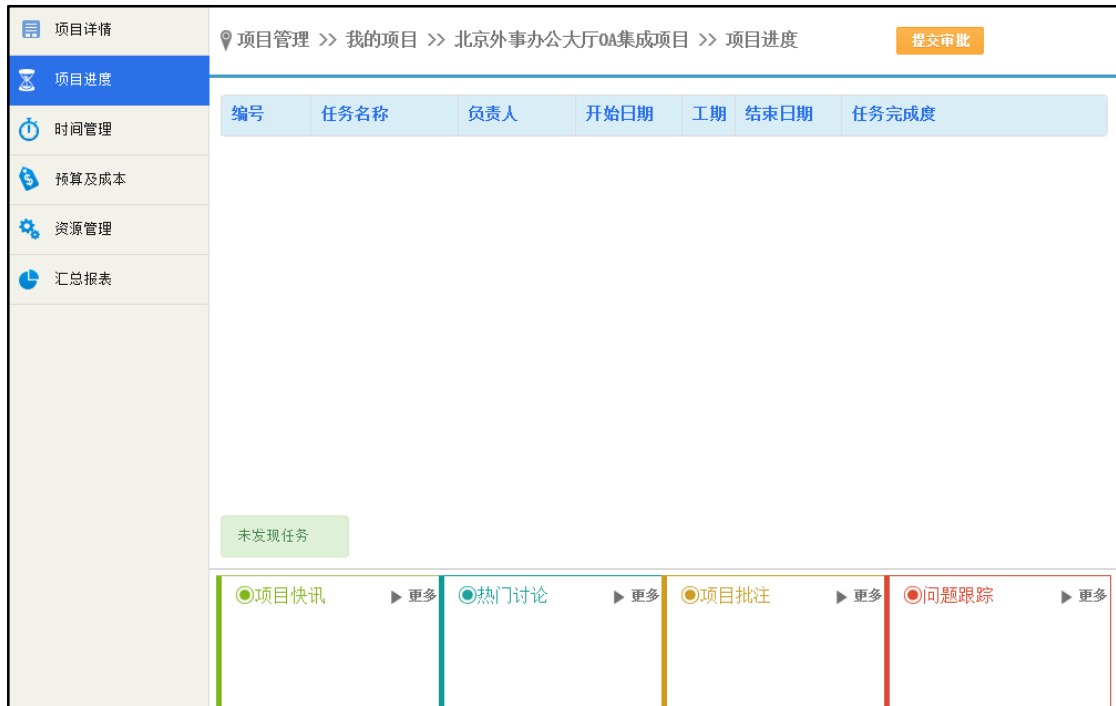 项目详情
项目进度
时间管理
预算及成本
资源管理
汇总报表
项目管理 >> 我的项目 >> 北京外事办公大厅OA集成项目 >> 项目进度
提交审批
编号 任务名称 负责人 开始日期 工期 结束日期 任务完成度
未发现任务
项目快讯 更多 热门讨论 更多 项目批注 更多 问题跟踪 更多